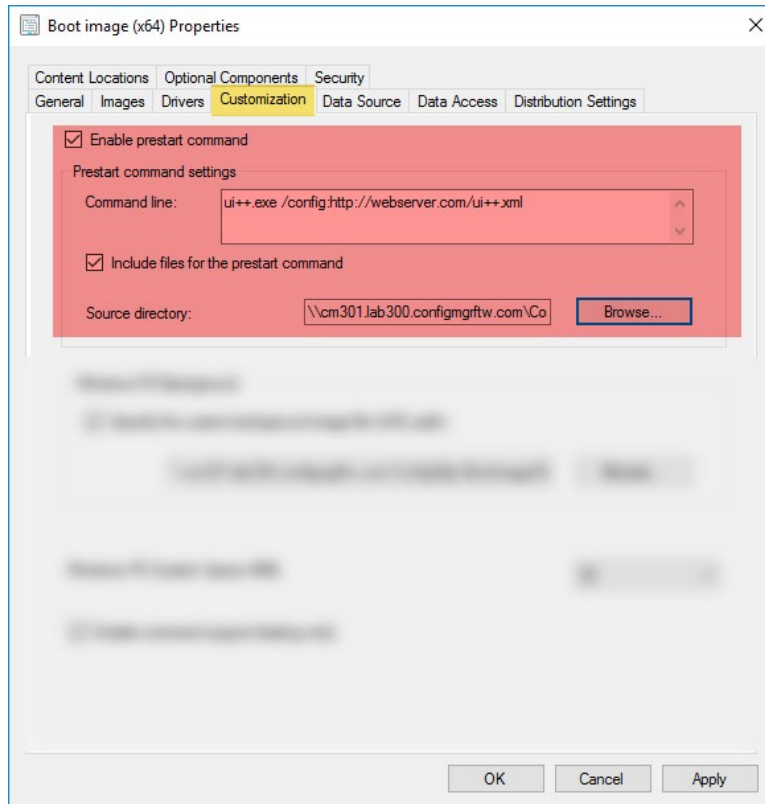 Boot image (x64) Properties
Content Locations Optional Components Security
General Images Drivers Customization Data Source Data Access Distribution Settings
Enable prestart command
Prestart command settings
Command line: ui++.exe /config:http://webserver.com/ui++.xml
Include files for the prestart command
Source directory: \\cm301.lab300.configmgrftw.com\Co Browse...
OK Cancel Apply